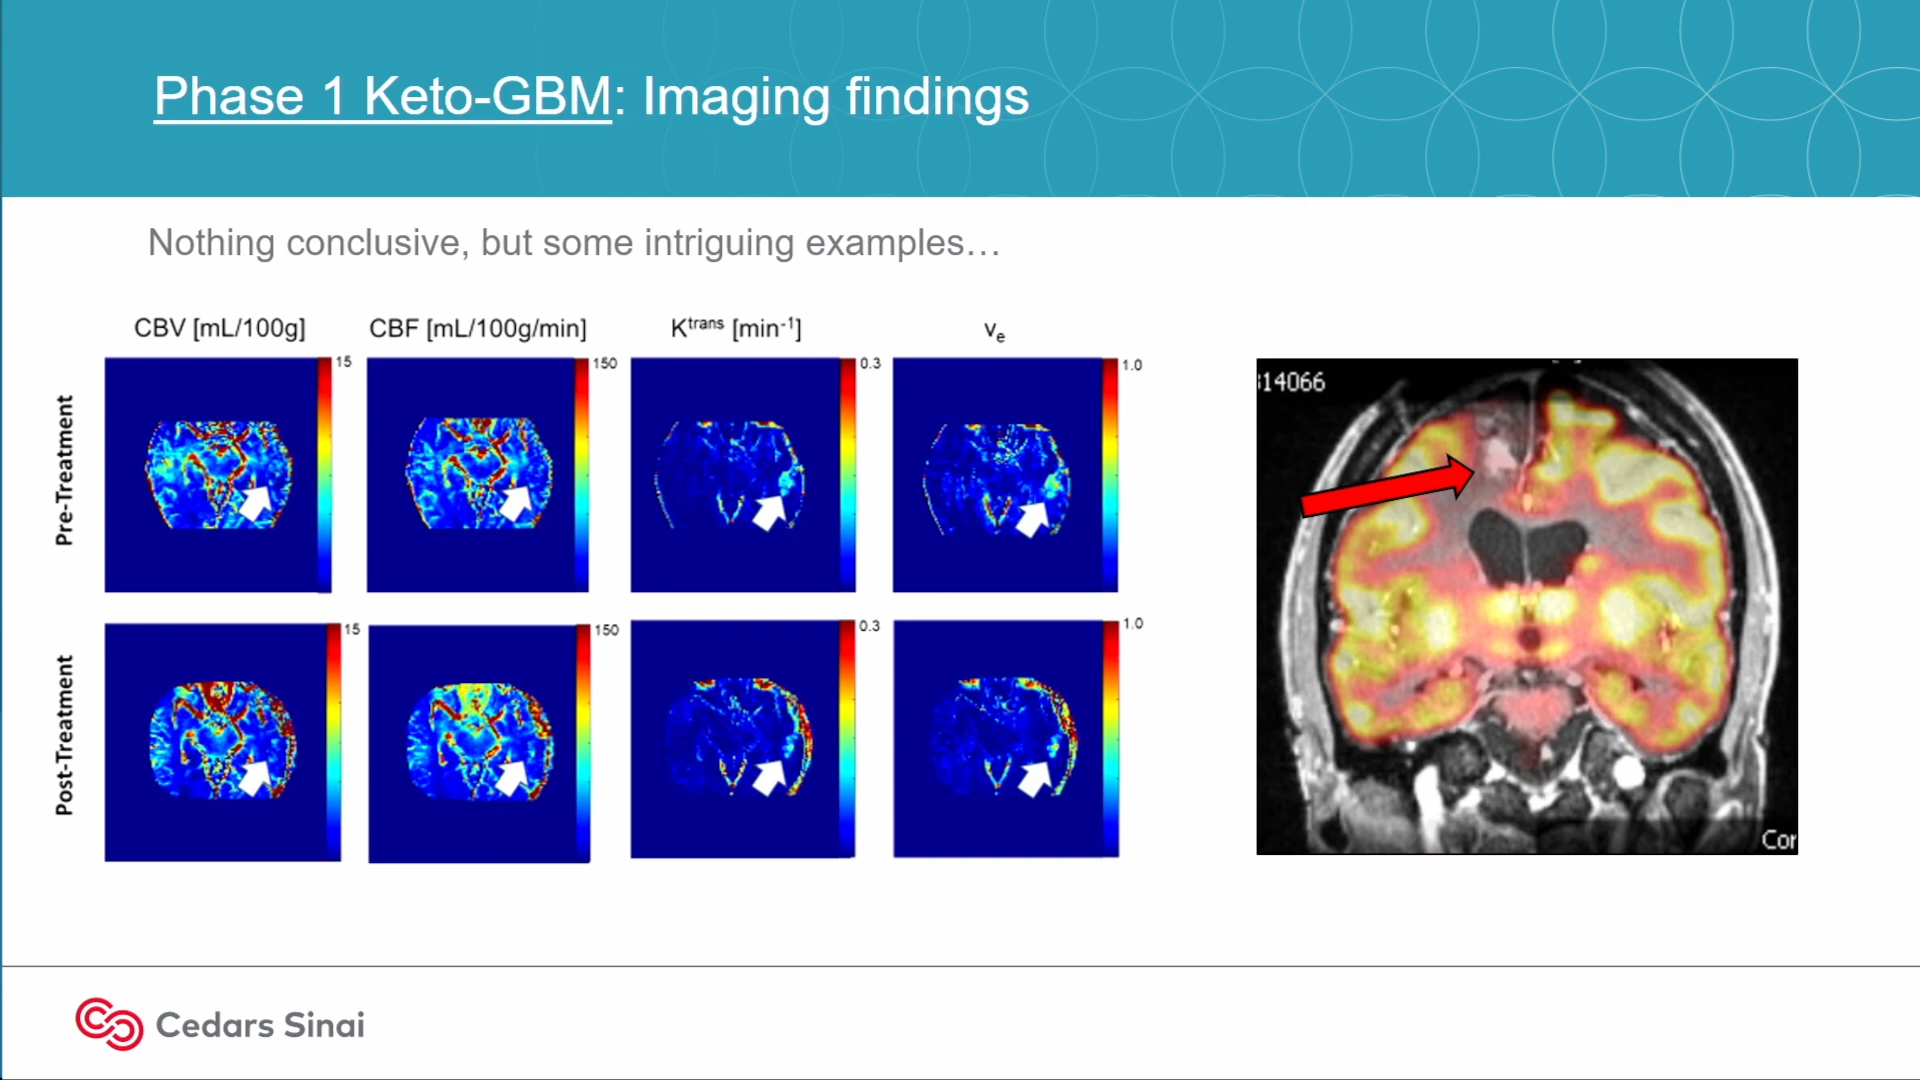 Phase 1 Keto-GBM: Imaging findings
Nothing conclusive, but some intriguing examples…
CBV [mL/100g]
CBF [mL/100g/min]
Ktrans [min-1]
ve
Pre-Treatment
15
150
0.3
1.0
Post-Treatment
15
150
0.3
1.0
14066
Cor
Cedars Sinai